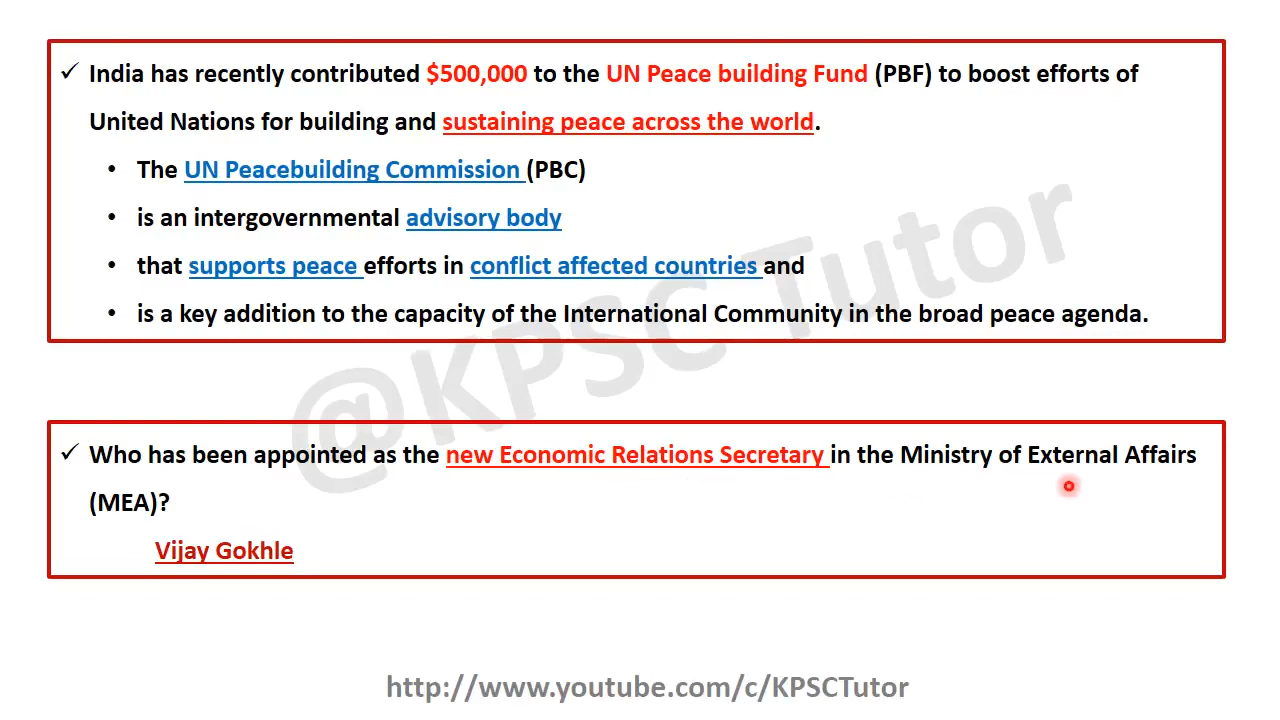 ✓ India has recently contributed $500,000 to the UN Peace building Fund (PBF) to boost efforts of
United Nations for building and sustaining peace across the world.
• The UN Peacebuilding Commission (PBC)
• is an intergovernmental advisory body
• that supports peace efforts in conflict affected countries and
• is a key addition to the capacity of the International Community in the broad peace agenda.
@KPSC Tutor
✓ Who has been appointed as the new Economic Relations Secretary in the Ministry of External Affairs
(MEA)?
Vijay Gokhle
http://www.youtube.com/c/KPSCTutor